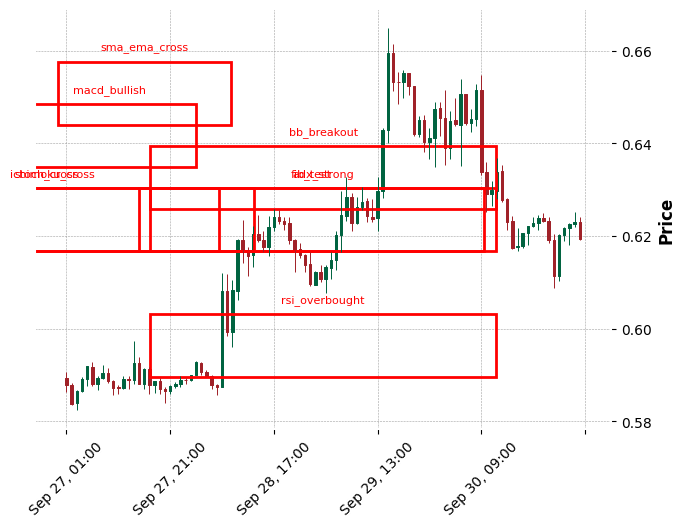 sma_ema_cross
0.66
macd_bullish
0.64
bb_breakout
stoch_cross
adx_strong
0.62
Price
rsi_overbought
0.60
0.58
Sep 27, 01:00
Sep 27, 21:00
Sep 28, 17:00
Sep 29, 13:00
Sep 30, 09:00